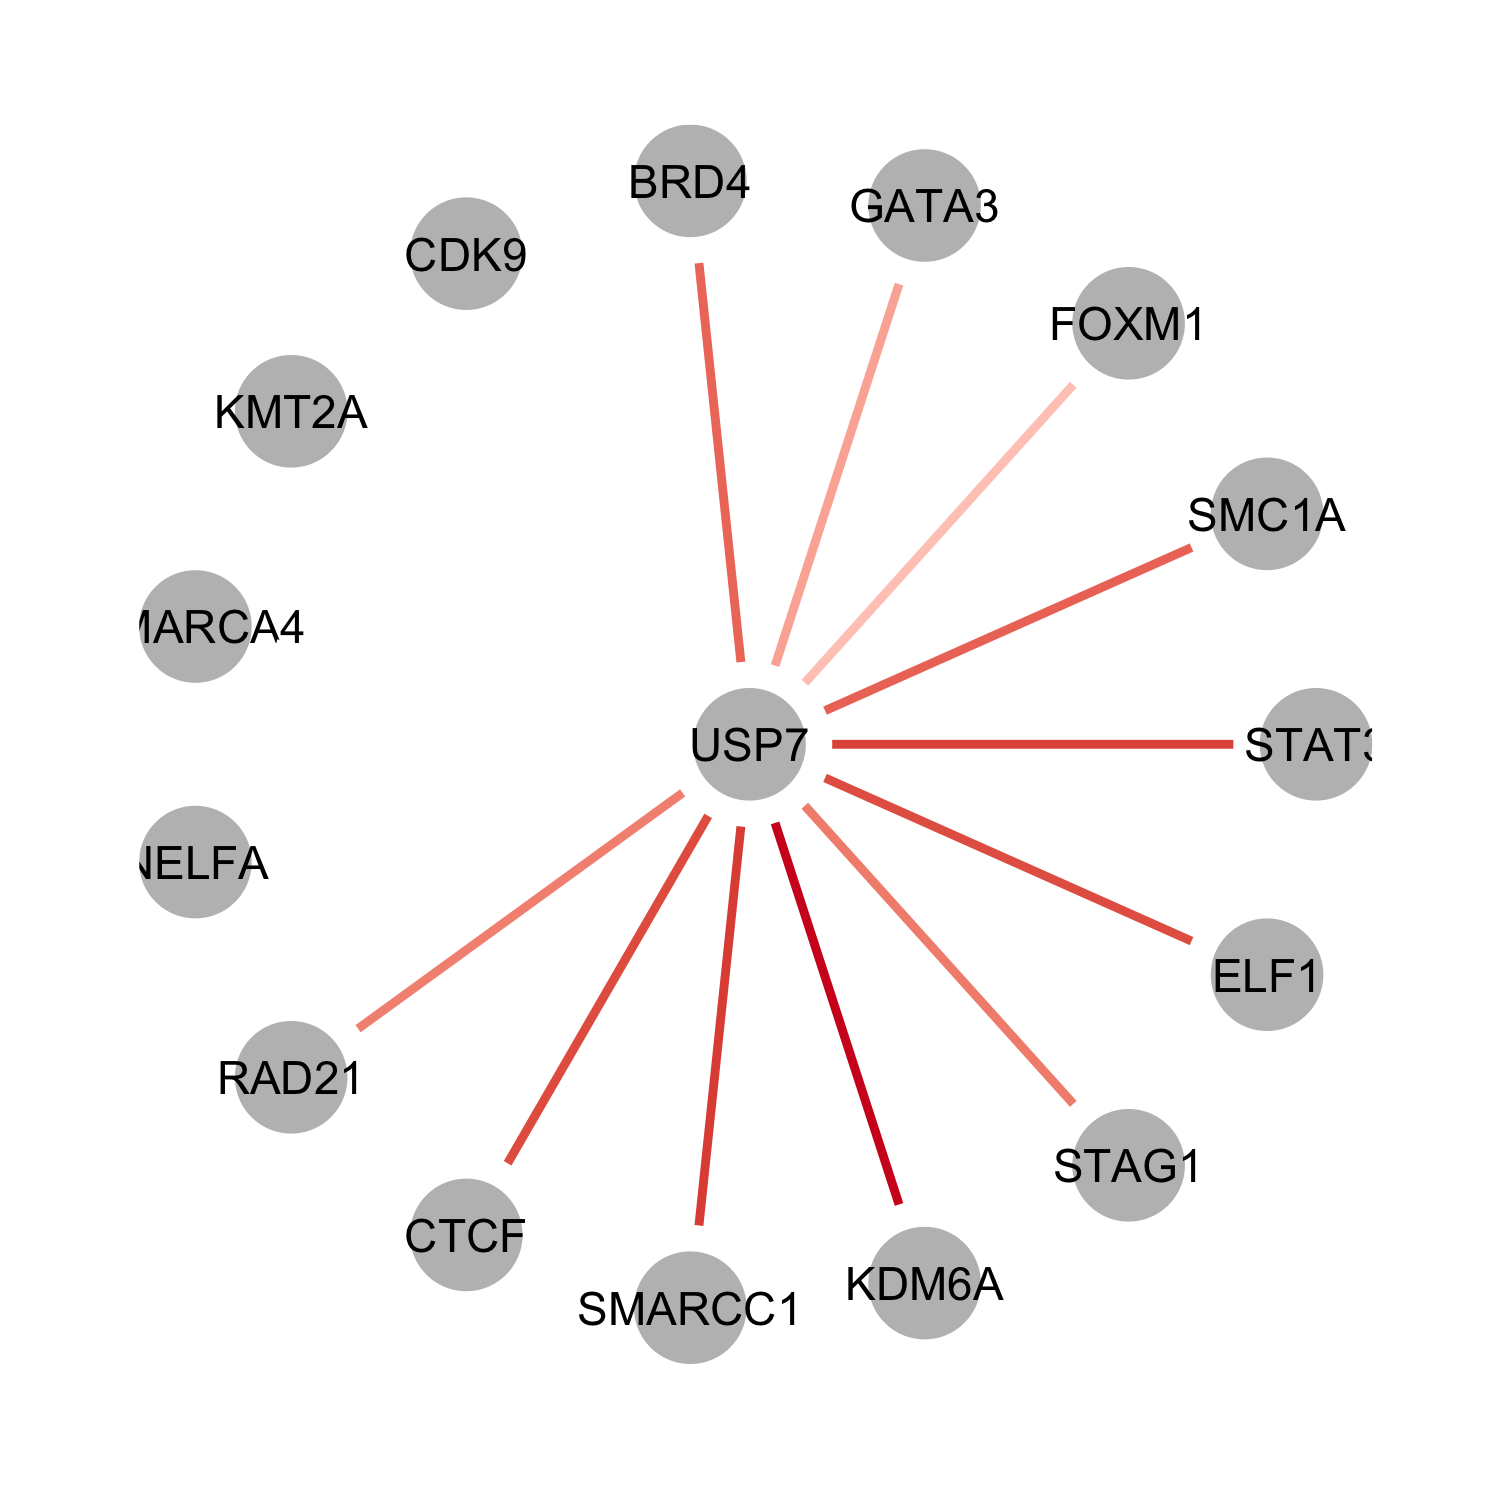 BRD4
GATA3
CDK9
FOXM1
KMT2A
SMC1A
MARCA4
USP7
STAT3
NELFA
ELF1
RAD21
STAG1
CTCF
KDM6A
SMARCC1